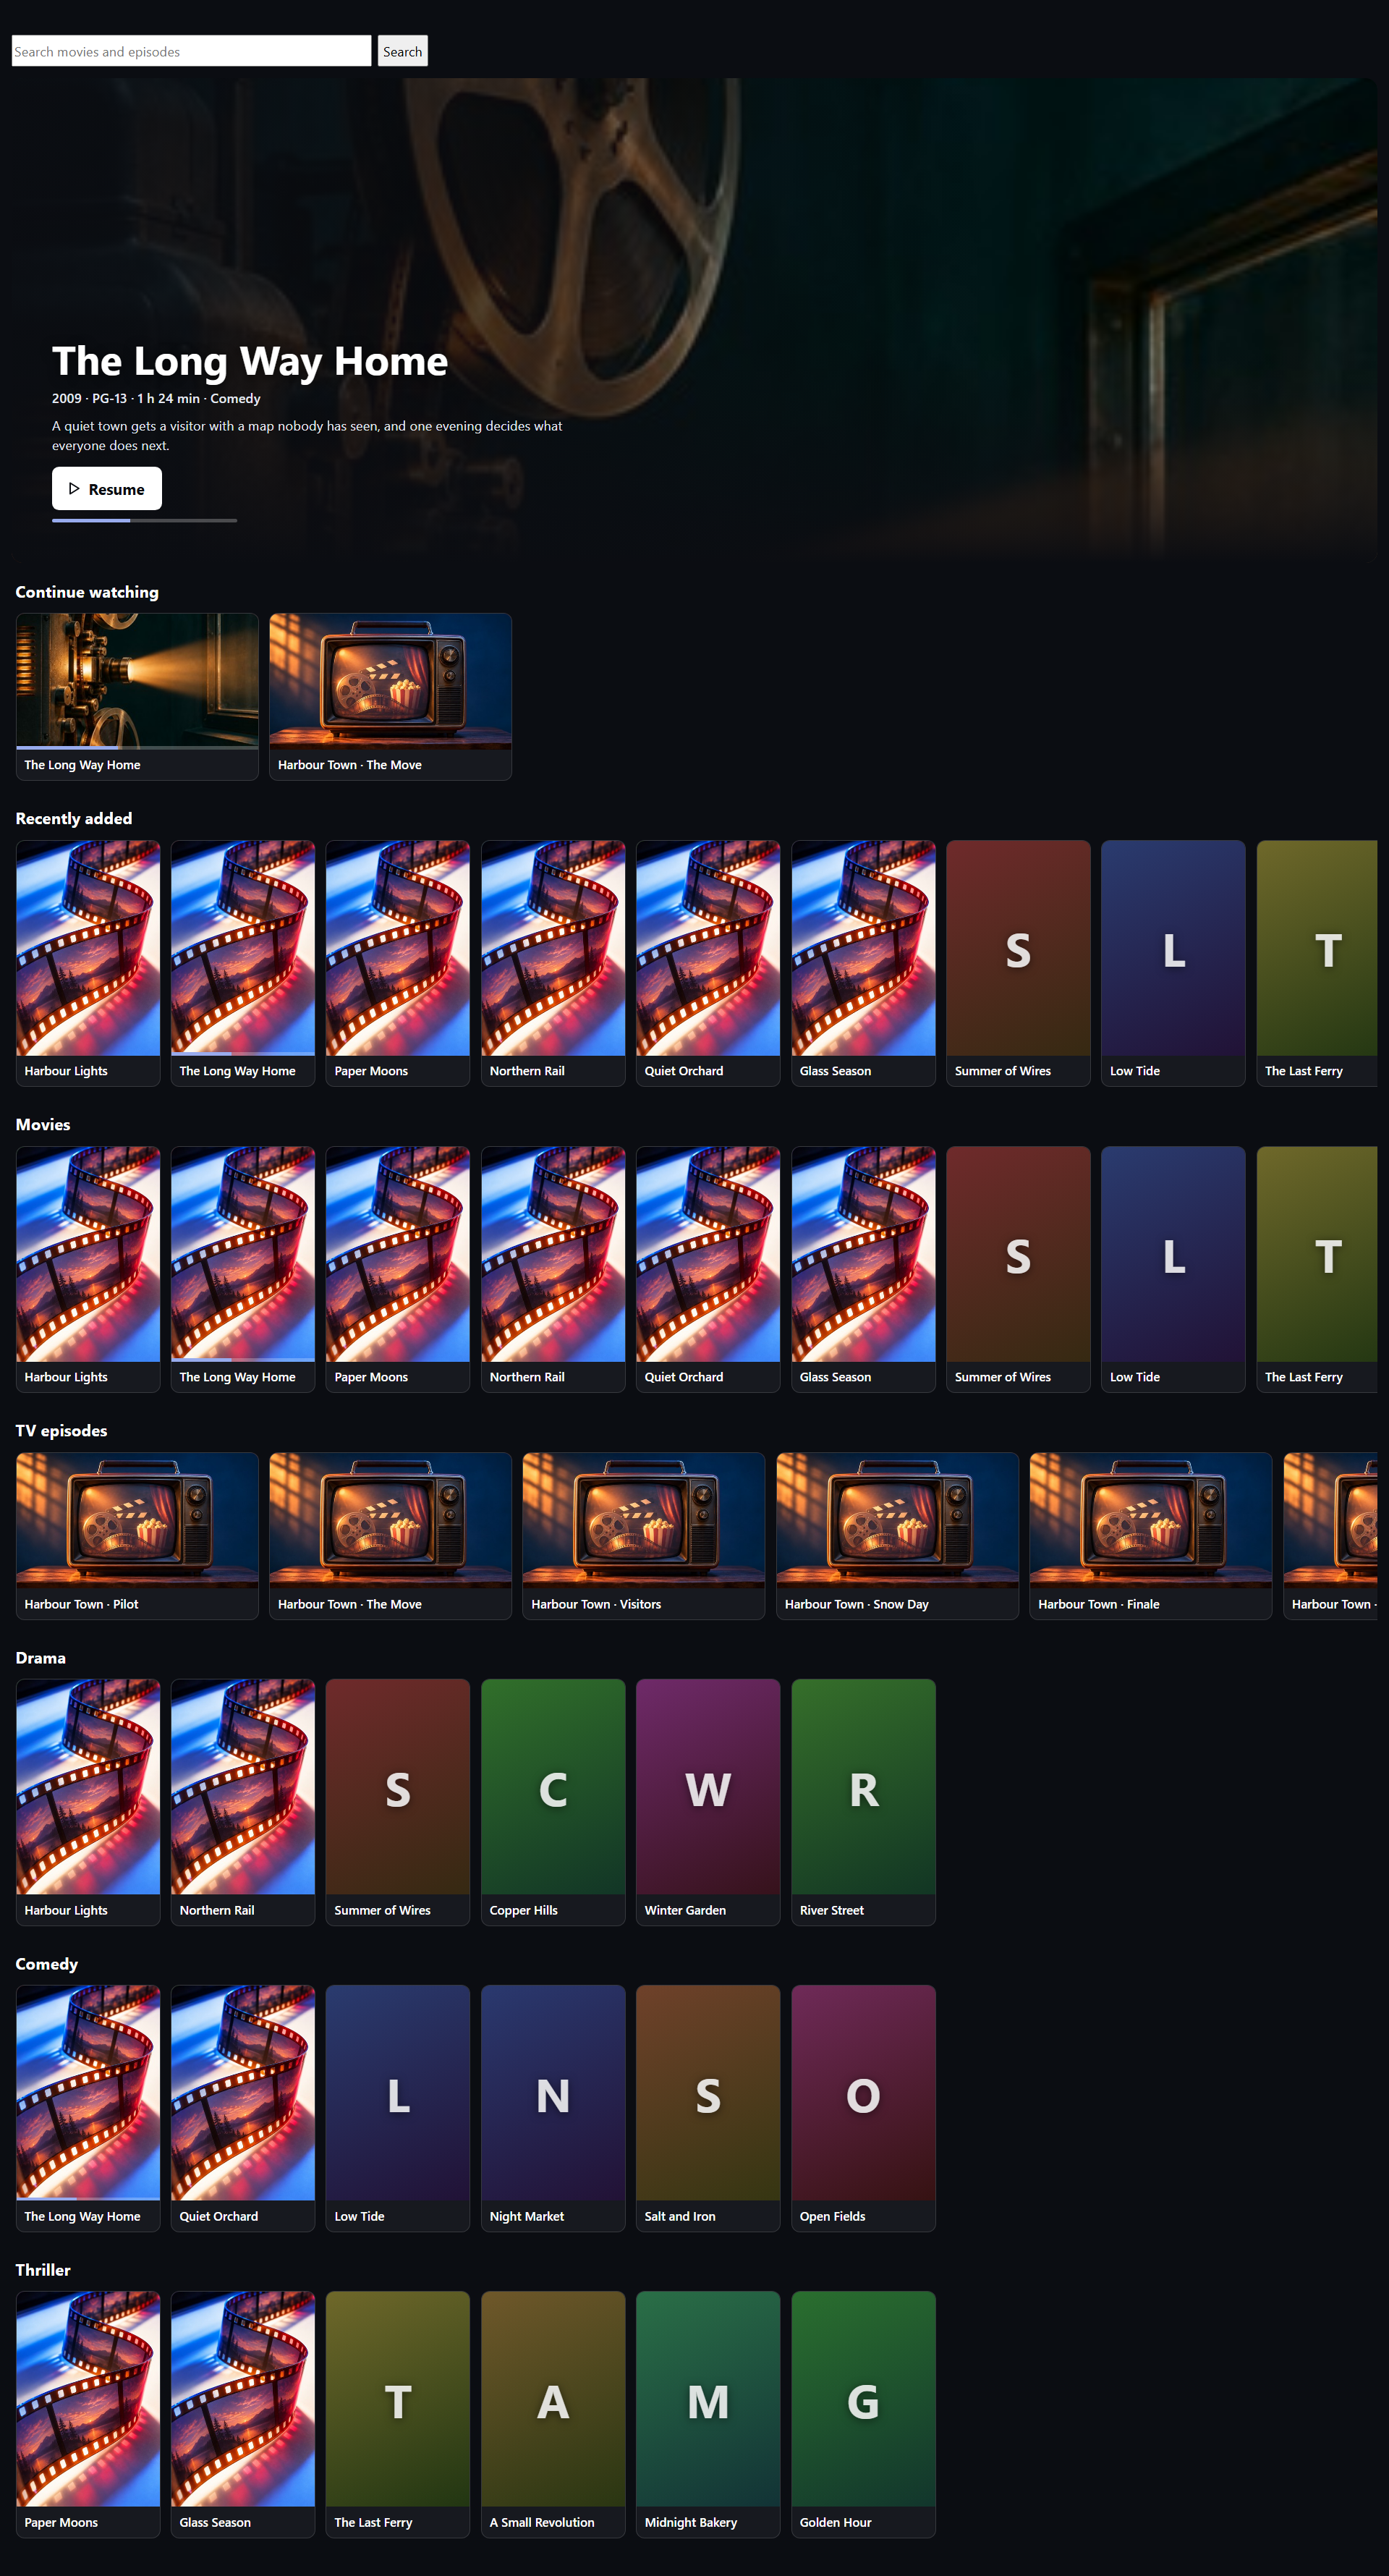 Search movies and episodes
Search
The Long Way Home
2009 · PG-13 · 1 h 24 min · Comedy
A quiet town gets a visitor with a map nobody has seen, and one evening decides what
everyone does next.
Resume
Continue watching
The Long Way Home
Harbour Town · The Move
Recently added
S
L
T
Harbour Lights
The Long Way Home
Paper Moons
Northern Rail
Quiet Orchard
Glass Season
Summer of Wires
Low Tide
The Last Ferry
Movies
S
L
T
Harbour Lights
The Long Way Home
Paper Moons
Northern Rail
Quiet Orchard
Glass Season
Summer of Wires
Low Tide
The Last Ferry
TV episodes
Harbour Town · Pilot
Harbour Town · The Move
Harbour Town · Visitors
Harbour Town · Snow Day
Harbour Town · Finale
Harbour Town ·
Drama
S
C
W
R
Harbour Lights
Northern Rail
Summer of Wires
Copper Hills
Winter Garden
River Street
Comedy
L
N
S
O
The Long Way Home
Quiet Orchard
Low Tide
Night Market
Salt and Iron
Open Fields
Thriller
T
A
M
G
Paper Moons
Glass Season
The Last Ferry
A Small Revolution
Midnight Bakery
Golden Hour